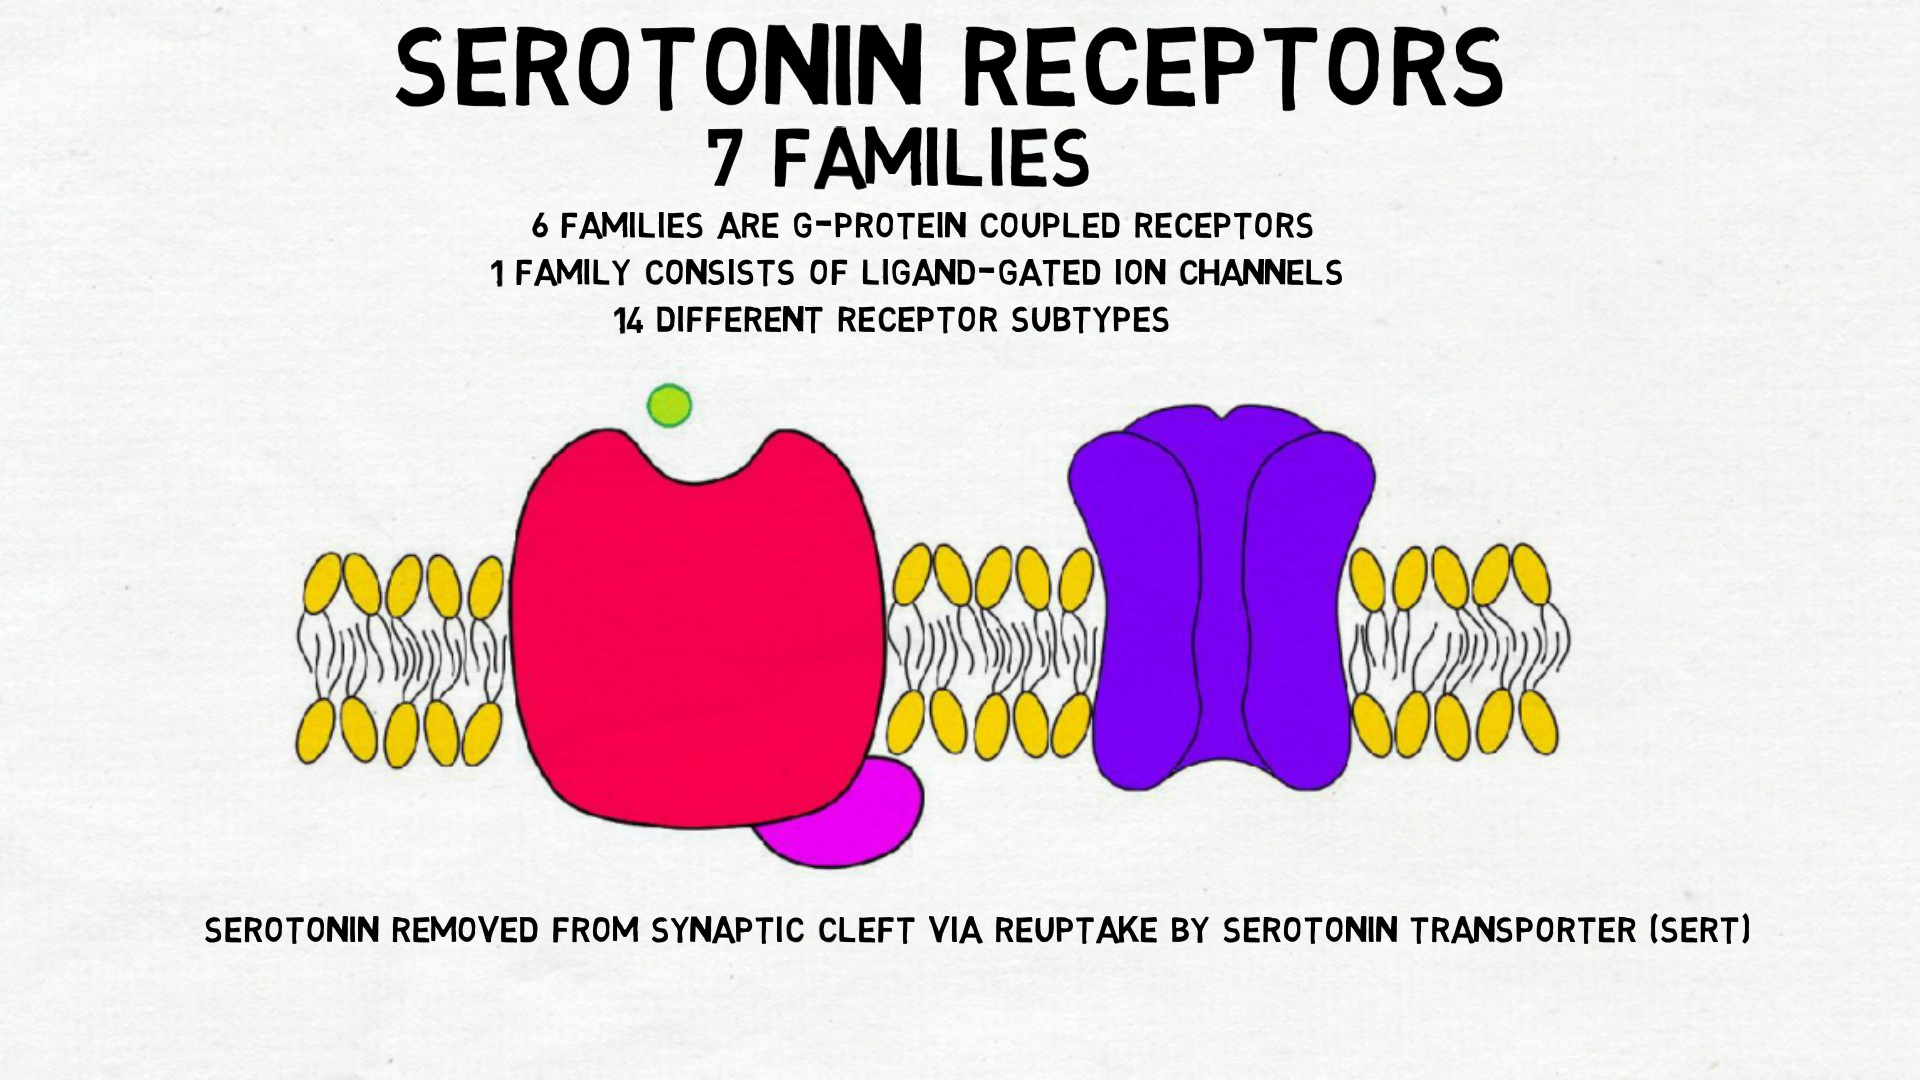 SEROTONIN RECEPTORS
7 FAMILIES
6 FAMILIES ARE G-PROTEIN COUPLED RECEPTORS
1 FAMILY CONSISTS OF LIGAND-GATED ION CHANNELS
14 DIFFERENT RECEPTOR SUBTYPES
SEROTONIN REMOVED FROM SYNAPTIC CLEFT VIA REUPTAKE BY SEROTONIN TRANSPORTER (SERT)